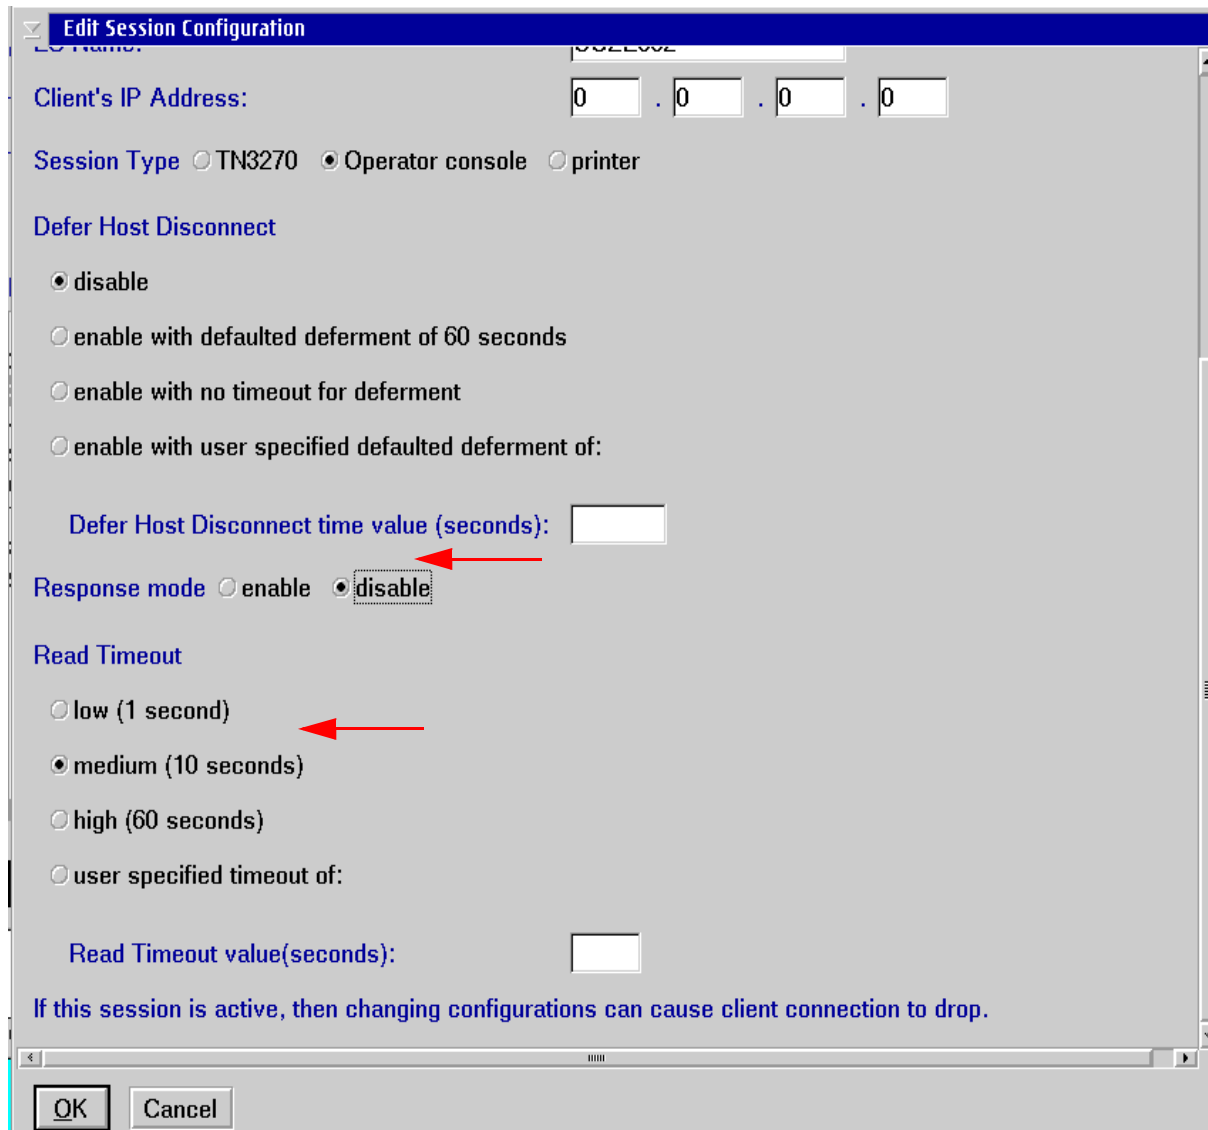 Edit Session Configuration
Client's IP Address: 0 . 0 . 0 . 0
Session Type TN3270 Operator console printer
Defer Host Disconnect
disable
enable with defaulted deferment of 60 seconds
enable with no timeout for deferment
enable with user specified defaulted deferment of:
Defer Host Disconnect time value (seconds):
Response mode enable disable
Read Timeout
low (1 second)
medium (10 seconds)
high (60 seconds)
user specified timeout of:
Read Timeout value(seconds):
If this session is active, then changing configurations can cause client connection to drop.
OK Cancel